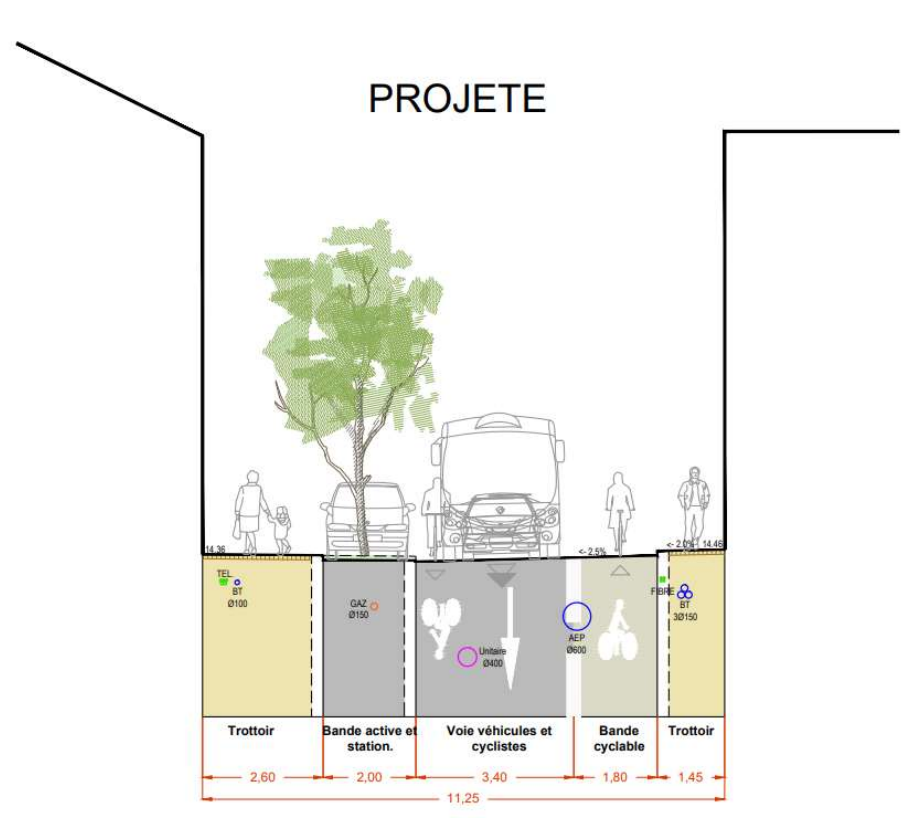 PROJETE
14.36
<- 2.5%
<- 2.0%
14.46
TEL
BT
Ø100
GAZ
Ø150
Unitaire
Ø400
AEP
Ø600
FIBRE
BT
3Ø150
Trottoir
Bande active et
station.
Voie véhicules et
cyclistes
Bande
cyclable
Trottoir
2,60
2,00
3,40
1,80
1,45
11,25